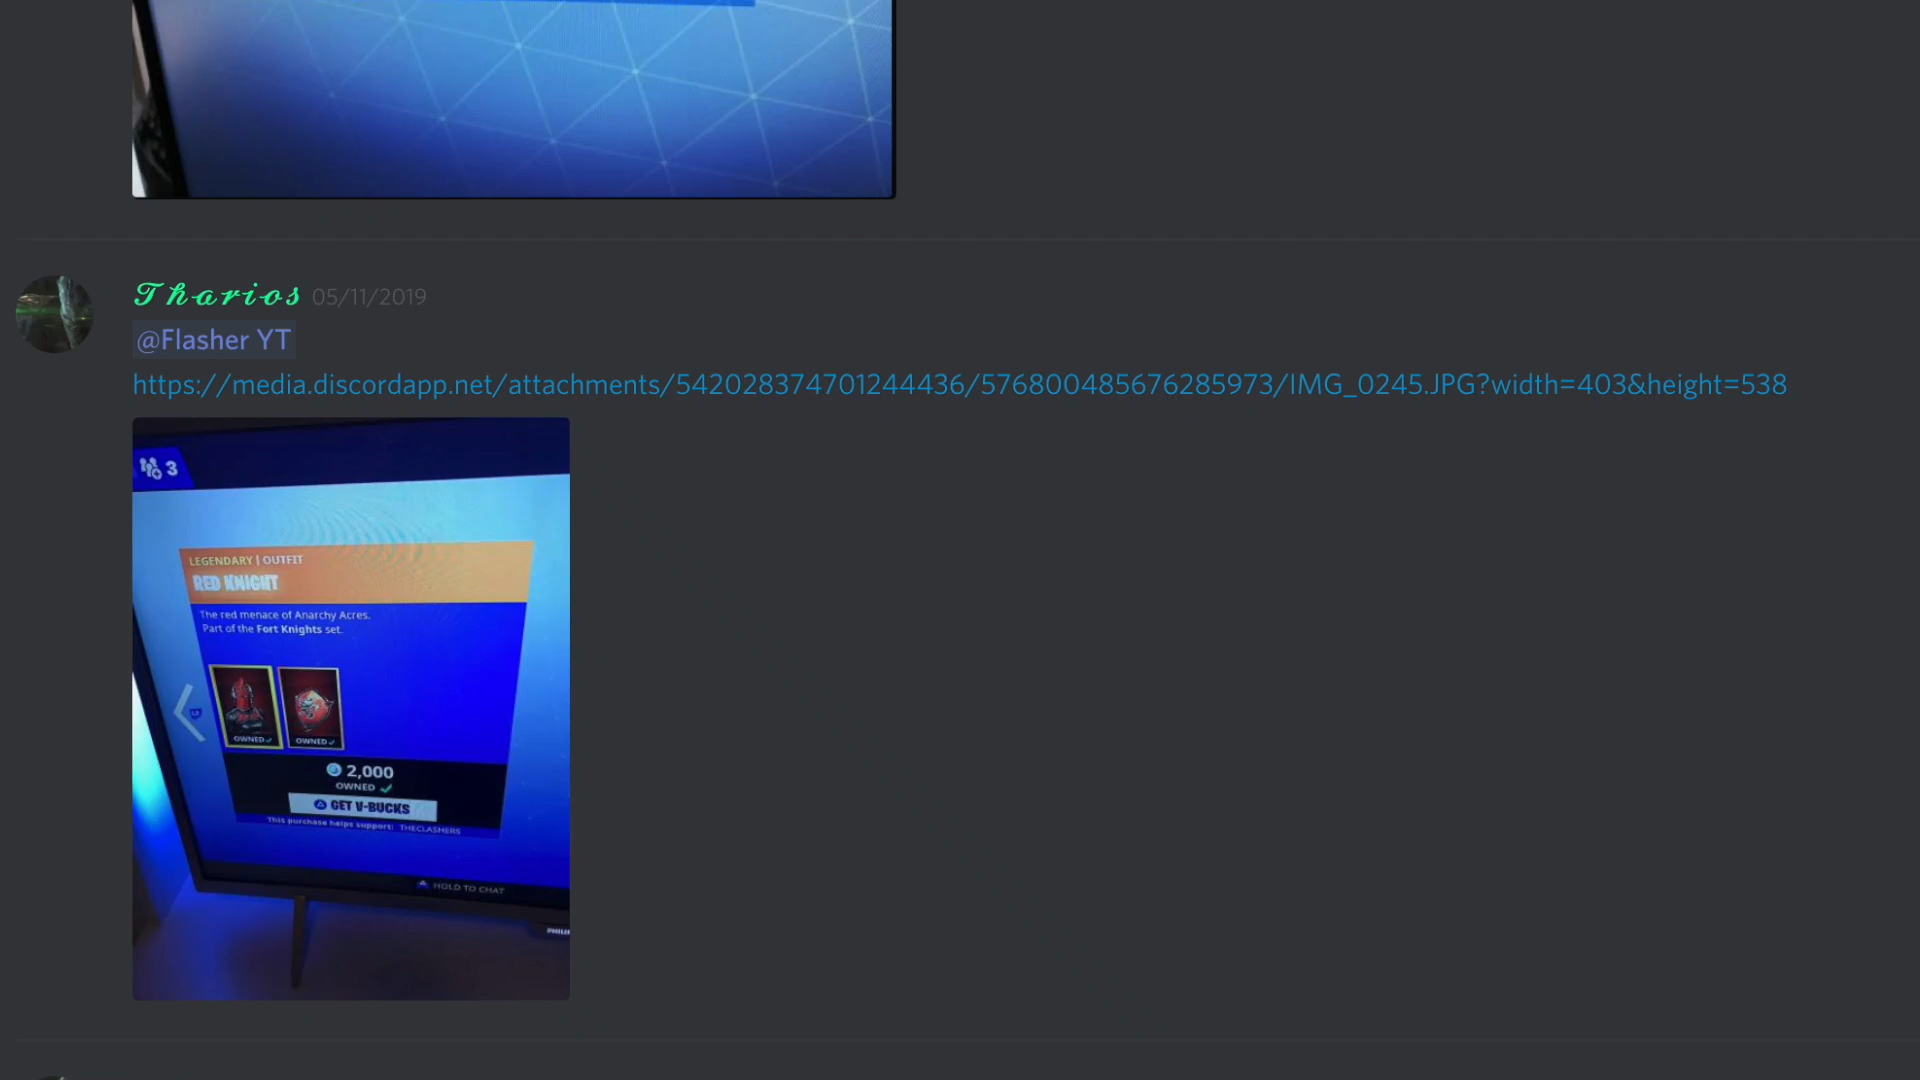 𝓣𝓱𝓪𝓻𝓲𝓸𝓼 05/11/2019
@Flasher YT
https://media.discordapp.net/attachments/542028374701244436/576800485676285973/IMG_0245.JPG?width=403&height=538
3
LEGENDARY | OUTFIT
RED KNIGHT
The red menace of Anarchy Acres.
Part of the Fort Knights set.
OWNED✓ OWNED✓
2,000
OWNED ✓
GET V-BUCKS
This purchase helps support: THECLASHERS
HOLD TO CHAT